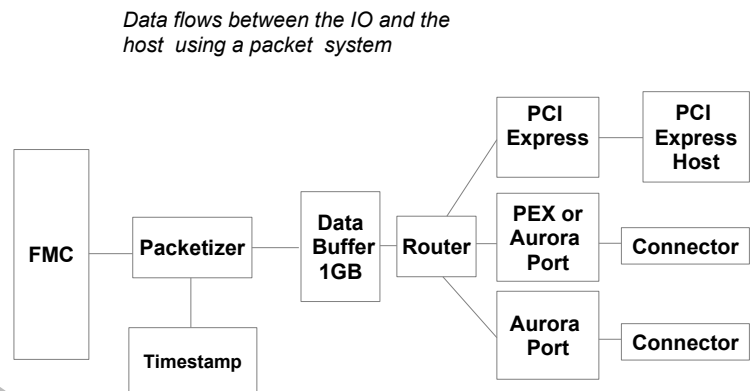 Data flows between the IO and the
host using a packet system
FMC
Packetizer
Timestamp
Data
Buffer
1GB
Router
PCI
Express
PCI
Express
Host
PEX or
Aurora
Port
Connector
Aurora
Port
Connector